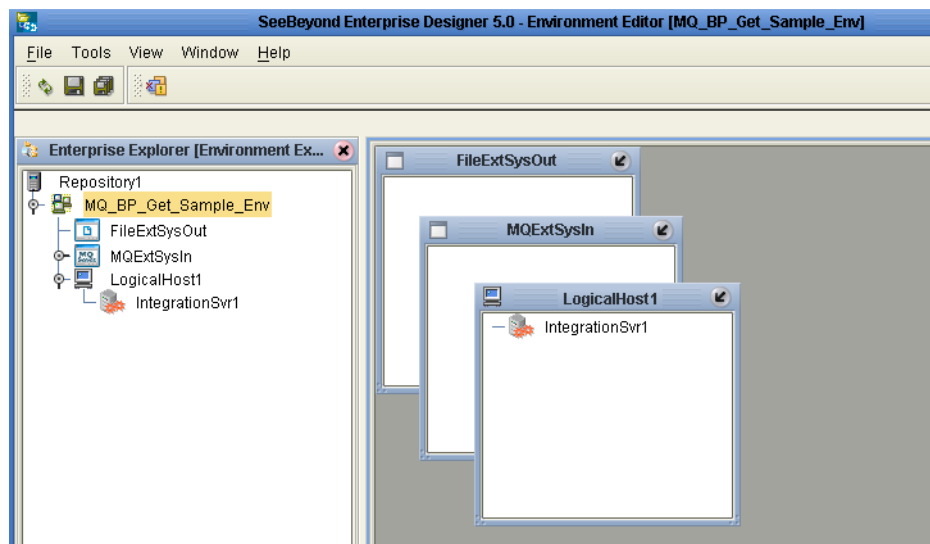 SeeBeyond Enterprise Designer 5.0 - Environment Editor [MQ_BP_Get_Sample_Env]
File Tools View Window Help
Enterprise Explorer [Environment Ex...
Repository1
MQ_BP_Get_Sample_Env
FileExtSysOut
MQExtSysIn
LogicalHost1
IntegrationSvr1
FileExtSysOut
MQExtSysIn
LogicalHost1
IntegrationSvr1